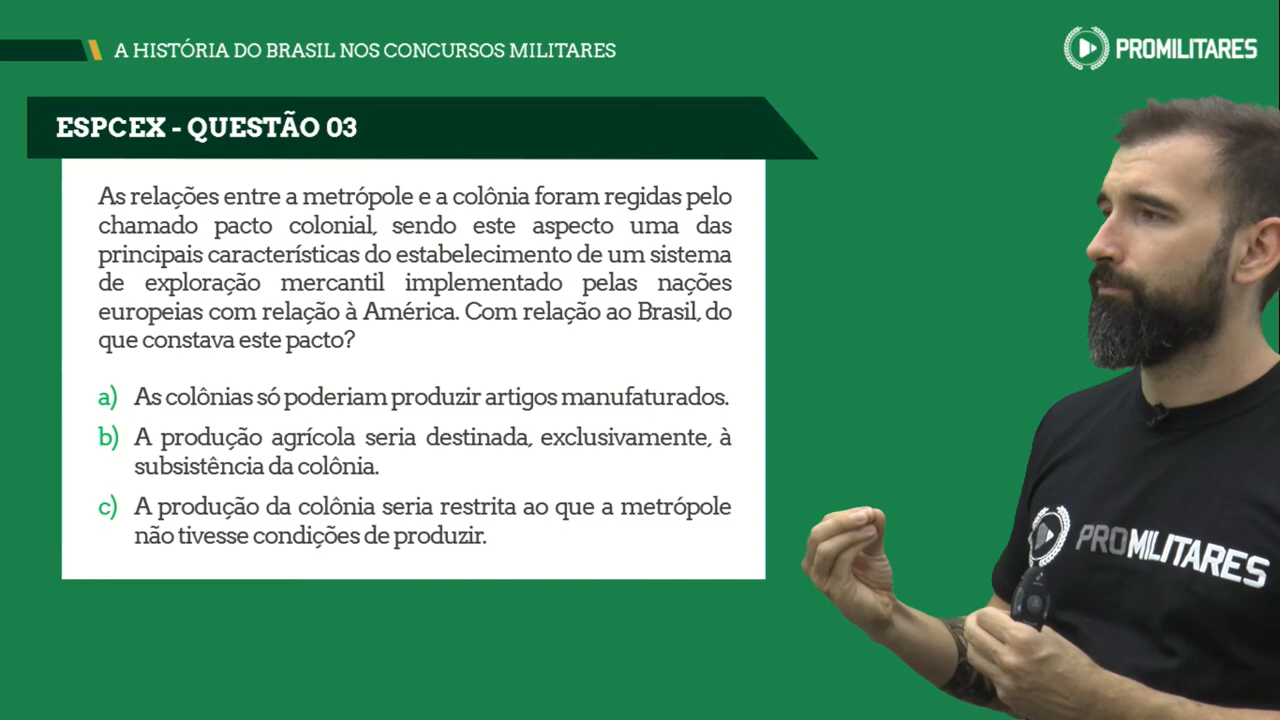 A HISTÓRIA DO BRASIL NOS CONCURSOS MILITARES
PROMILITARES
ESPCEX - QUESTÃO 03
As relações entre a metrópole e a colônia foram regidas pelo
chamado pacto colonial, sendo este aspecto uma das
principais características do estabelecimento de um sistema
de exploração mercantil implementado pelas nações
europeias com relação à América. Com relação ao Brasil, do
que constava este pacto?
a) As colônias só poderiam produzir artigos manufaturados.
b) A produção agrícola seria destinada, exclusivamente, à
subsistência da colônia.
c) A produção da colônia seria restrita ao que a metrópole
não tivesse condições de produzir.
PROMILITARES